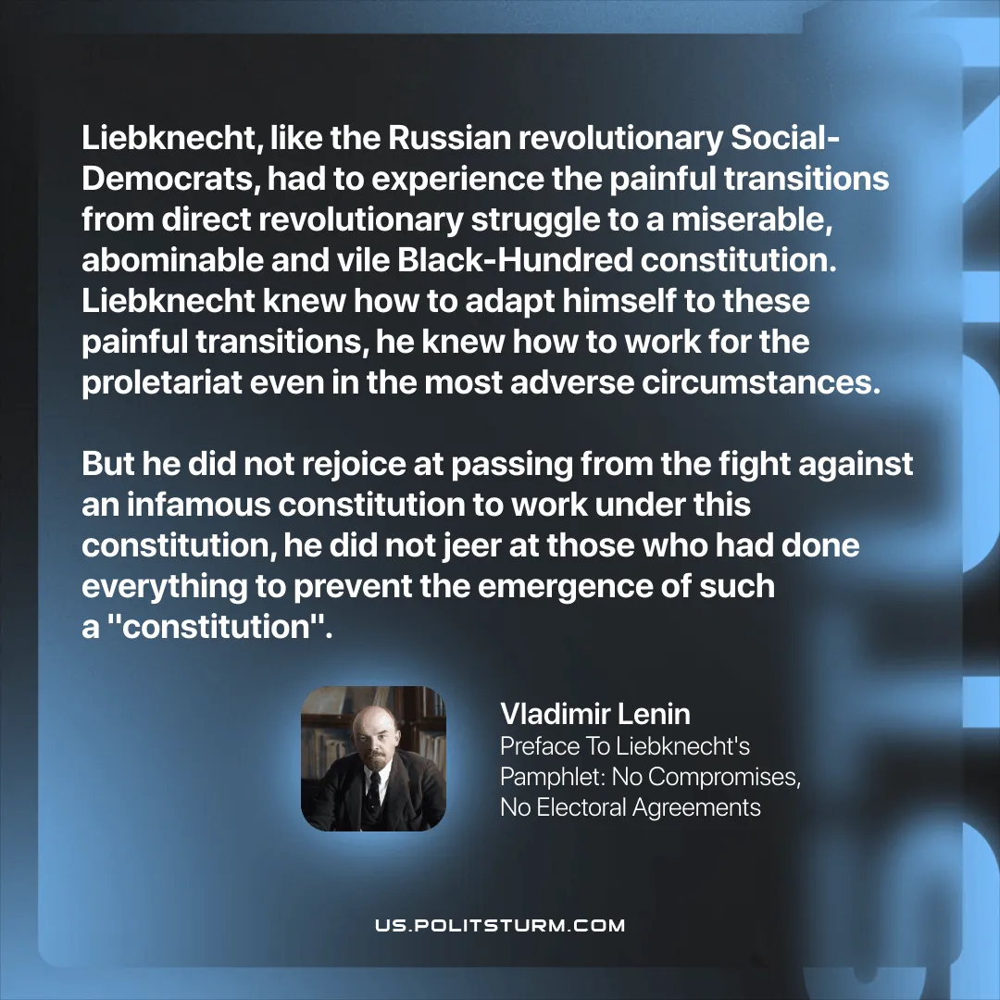 Liebknecht, like the Russian revolutionary Social-
Democrats, had to experience the painful transitions
from direct revolutionary struggle to a miserable,
abominable and vile Black-Hundred constitution.
Liebknecht knew how to adapt himself to these
painful transitions, he knew how to work for the
proletariat even in the most adverse circumstances.
But he did not rejoice at passing from the fight against
an infamous constitution to work under this
constitution, he did not jeer at those who had done
everything to prevent the emergence of such
a "constitution".
Vladimir Lenin
Preface To Liebknecht's
Pamphlet: No Compromises,
No Electoral Agreements
US.POLITSTURM.COM